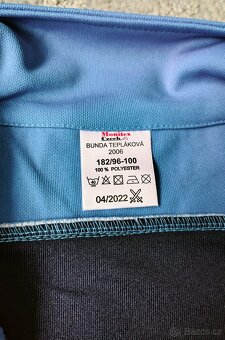 Monitex
Czech
BUNDA TEPLÁKOVÁ
2006
182/96-100
100 % POLYESTER
04/2022
Bazos.cz